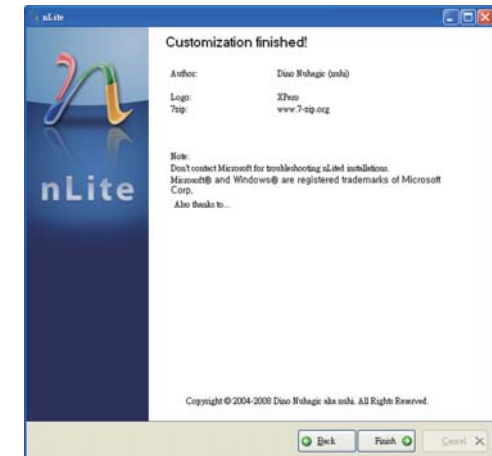 nLite
Customization finished!
Author: Dino Nuhagic (nuhi)
Logo: XPero
7zip: www.7-zip.org
Note:
Don't contact Microsoft for troubleshooting nLited installations.
Microsoft® and Windows® are registered trademarks of Microsoft
Corp.
Also thanks to...
nLite
Copyright © 2004-2008 Dino Nuhagic aka nuhi. All Rights Reserved.
Back Finish Cancel